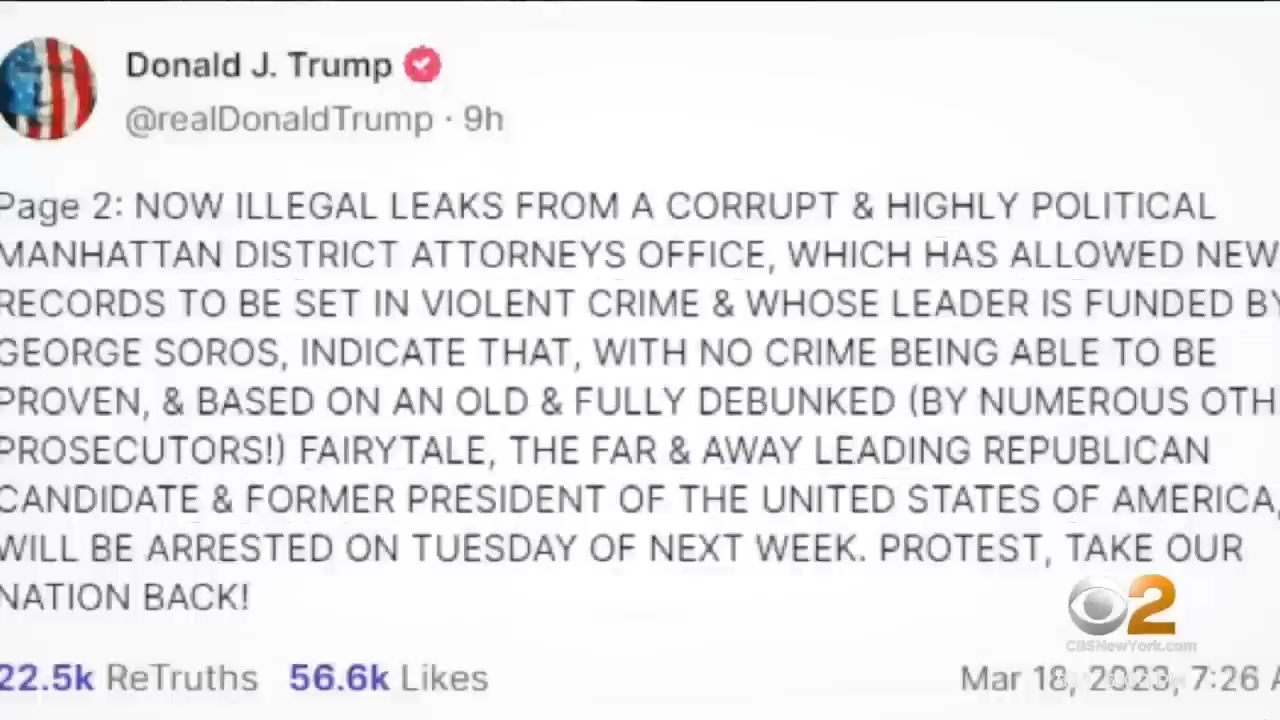 Donald J. Trump
@realDonaldTrump · 9h
Page 2: NOW ILLEGAL LEAKS FROM A CORRUPT & HIGHLY POLITICAL
MANHATTAN DISTRICT ATTORNEYS OFFICE, WHICH HAS ALLOWED NEW
RECORDS TO BE SET IN VIOLENT CRIME & WHOSE LEADER IS FUNDED BY
GEORGE SOROS, INDICATE THAT, WITH NO CRIME BEING ABLE TO BE
PROVEN, & BASED ON AN OLD & FULLY DEBUNKED (BY NUMEROUS OTH
PROSECUTORS!) FAIRYTALE, THE FAR & AWAY LEADING REPUBLICAN
CANDIDATE & FORMER PRESIDENT OF THE UNITED STATES OF AMERICA,
WILL BE ARRESTED ON TUESDAY OF NEXT WEEK. PROTEST, TAKE OUR
NATION BACK!
2
CBSNewYork.com
22.5k ReTruths 56.6k Likes Mar 18, 2023, 7:26 A